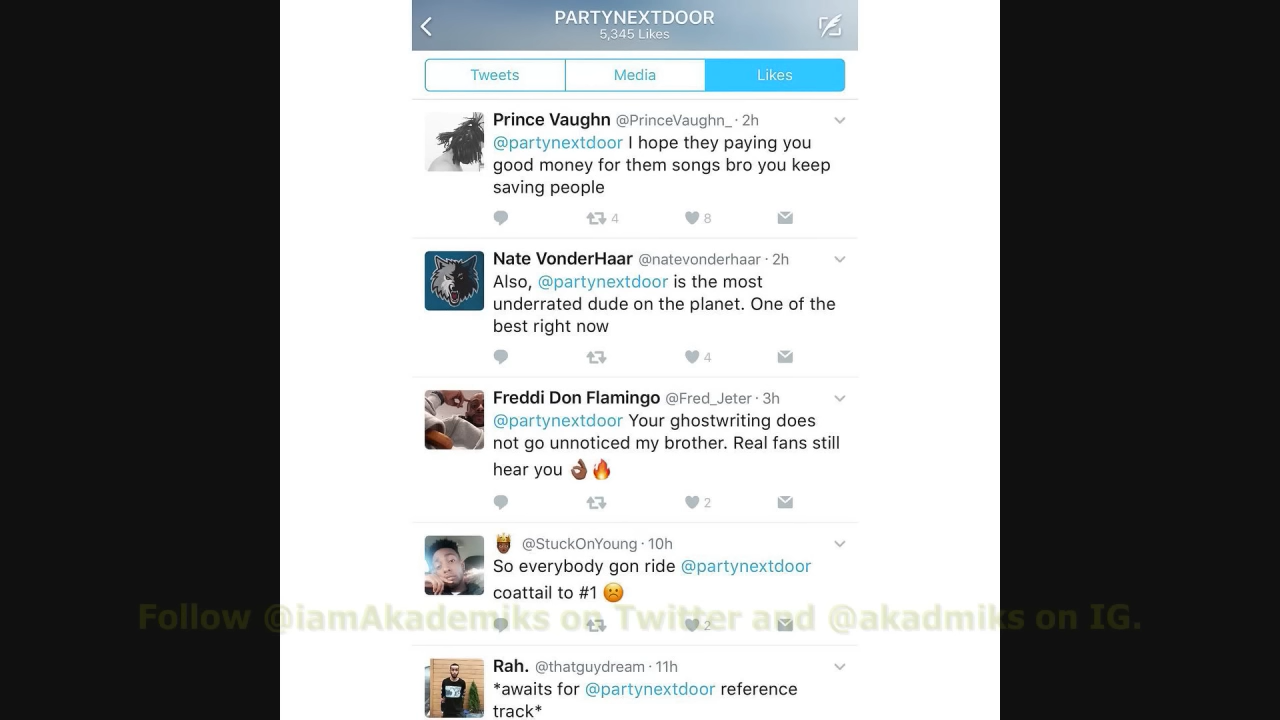 PARTYNEXTDOOR
5,345 Likes
Tweets Media Likes
Prince Vaughn @PrinceVaughn_ · 2h
@partynextdoor I hope they paying you
good money for them songs bro you keep
saving people
4 8
Nate VonderHaar @natevonderhaar · 2h
Also, @partynextdoor is the most
underrated dude on the planet. One of the
best right now
4
Freddi Don Flamingo @Fred_Jeter · 3h
@partynextdoor Your ghostwriting does
not go unnoticed my brother. Real fans still
hear you 👌🏾🔥
2
🤴🏾 @StuckOnYoung · 10h
So everybody gon ride @partynextdoor
coattail to #1 ☹️
Follow @iamAkademiks on Twitter and @akadmiks on IG.
2
Rah. @thatguydream · 11h
*awaits for @partynextdoor reference
track*